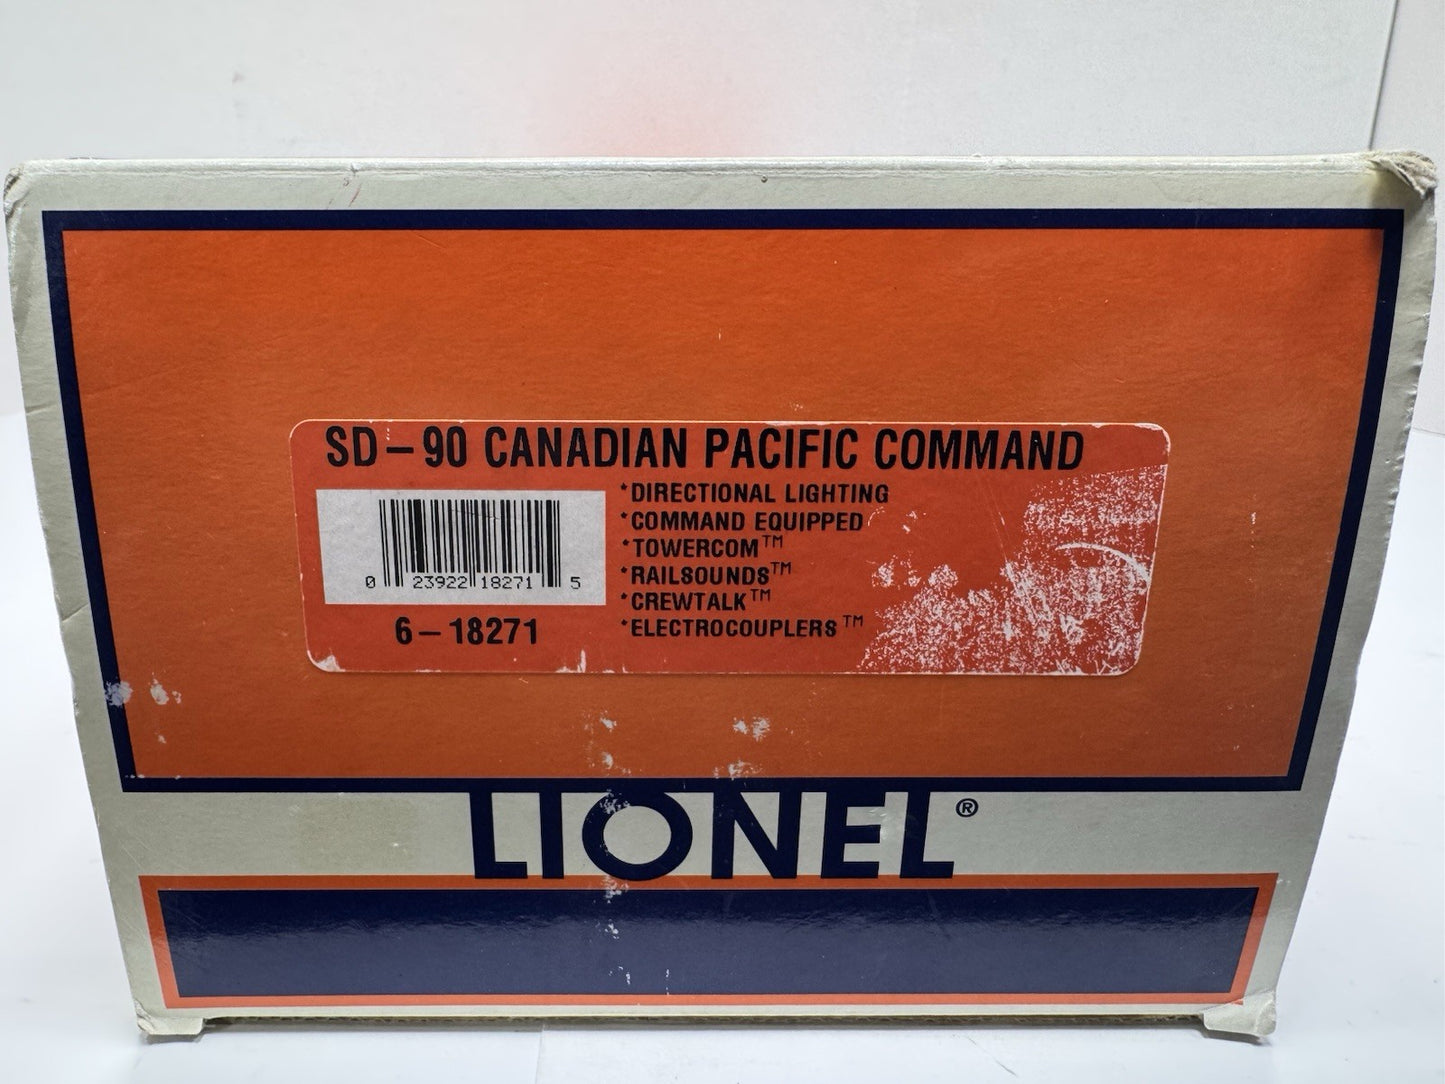 SD-90 CANADIAN PACIFIC COMMAND
*DIRECTIONAL LIGHTING
*COMMAND EQUIPPED
*TOWERCOM™
*RAILSOUNDS™
*CREWTALK™
*ELECTROCOUPLERS™
0 23922 18271 5
6-18271
LIONEL®